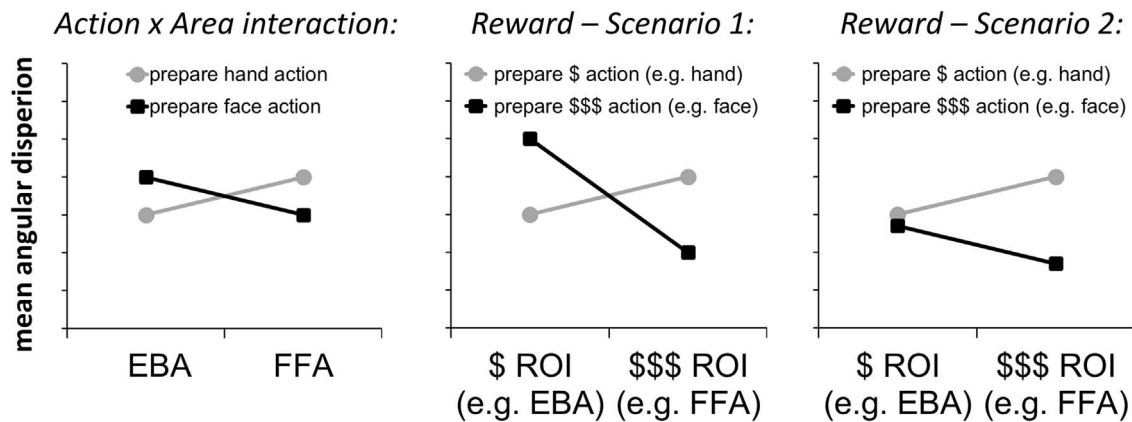 Action x Area interaction:
prepare hand action
prepare face action
mean angular disperion
EBA FFA
Reward – Scenario 1:
prepare $ action (e.g. hand)
prepare $$$ action (e.g. face)
$ ROI $$$ ROI
(e.g. EBA) (e.g. FFA)
Reward – Scenario 2:
prepare $ action (e.g. hand)
prepare $$$ action (e.g. face)
$ ROI $$$ ROI
(e.g. EBA) (e.g. FFA)